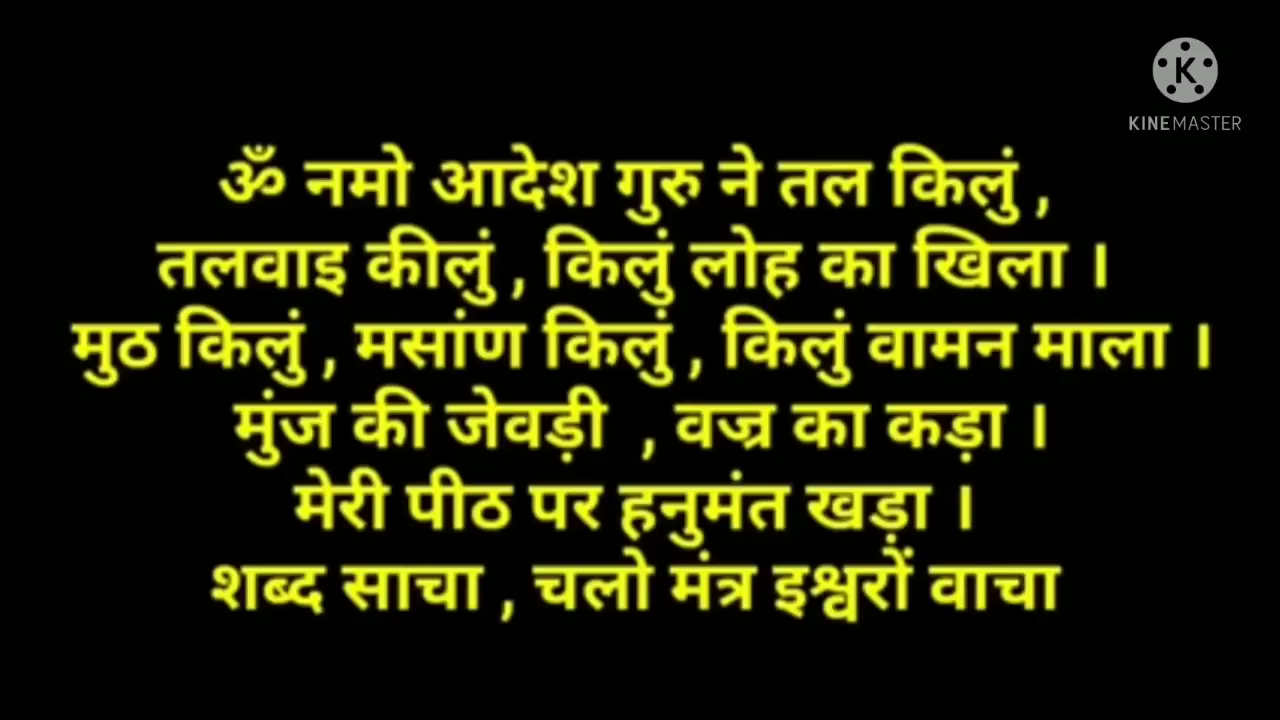 KINEMASTER
ॐ नमो आदेश गुरु ने तल किलुं ,
तलवाइ कीलुं , किलुं लोह का खिला ।
मुठ किलुं , मसांण किलुं , किलुं वामन माला ।
मुंज की जेवड़ी , वज्र का कड़ा ।
मेरी पीठ पर हनुमंत खड़ा ।
शब्द साचा , चलो मंत्र इश्वरों वाचा